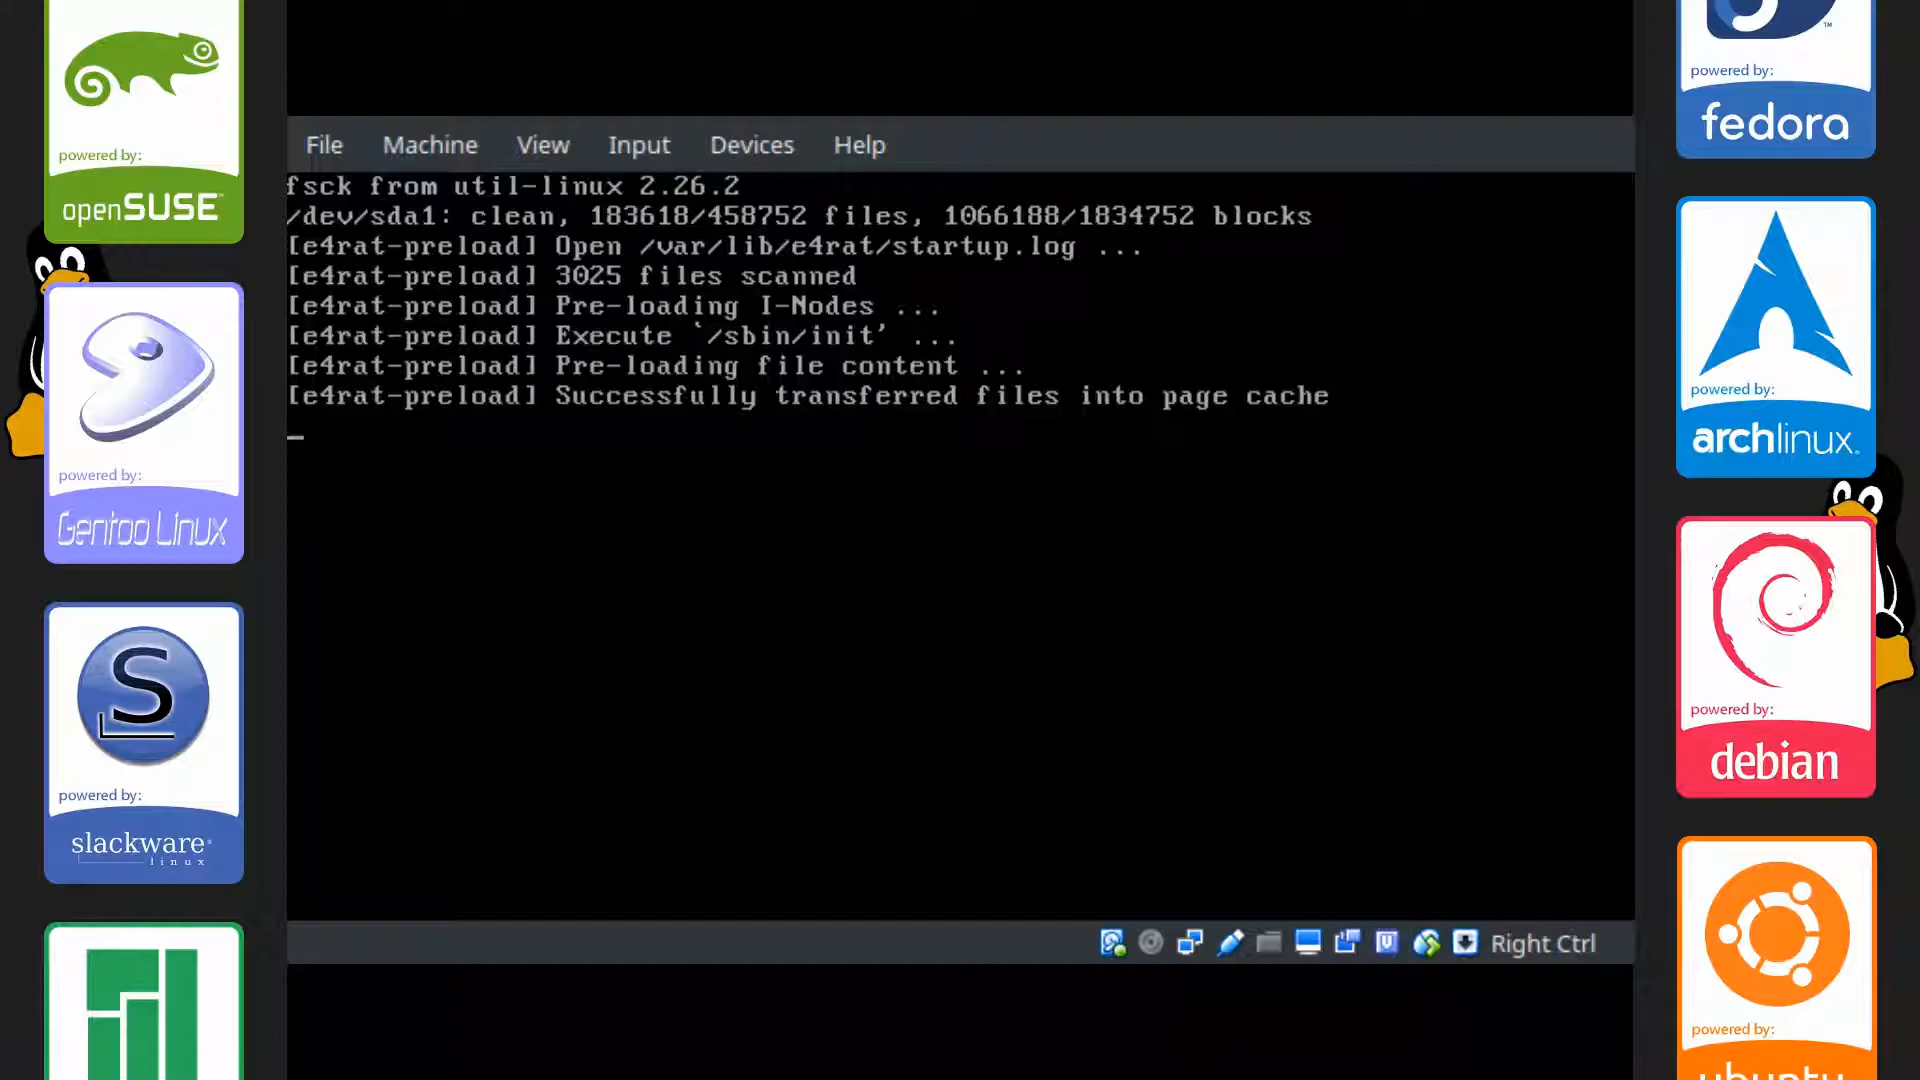 powered by:
openSUSE
powered by:
Gentoo Linux
powered by:
slackware
linux
File Machine View Input Devices Help
fsck from util-linux 2.26.2
/dev/sda1: clean, 183618/458752 files, 1066188/1834752 blocks
[e4rat-preload] Open /var/lib/e4rat/startup.log ...
[e4rat-preload] 3025 files scanned
[e4rat-preload] Pre-loading I-Nodes ...
[e4rat-preload] Execute `/sbin/init' ...
[e4rat-preload] Pre-loading file content ...
[e4rat-preload] Successfully transferred files into page cache
_
Right Ctrl
powered by:
fedora
powered by:
archlinux
powered by:
debian
powered by:
ubuntu